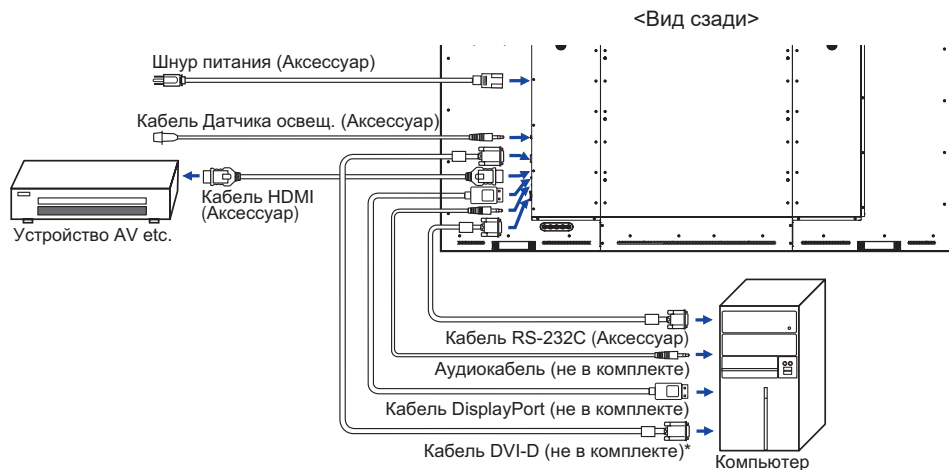 <Вид сзади>
Шнур питания (Аксессуар)
Кабель Датчика освещ. (Аксессуар)
Кабель HDMI
(Аксессуар)
Устройство AV etc.
Кабель RS-232C (Аксессуар)
Аудиокабель (не в комплекте)
Кабель DisplayPort (не в комплекте)
Кабель DVI-D (не в комплекте)*
Компьютер